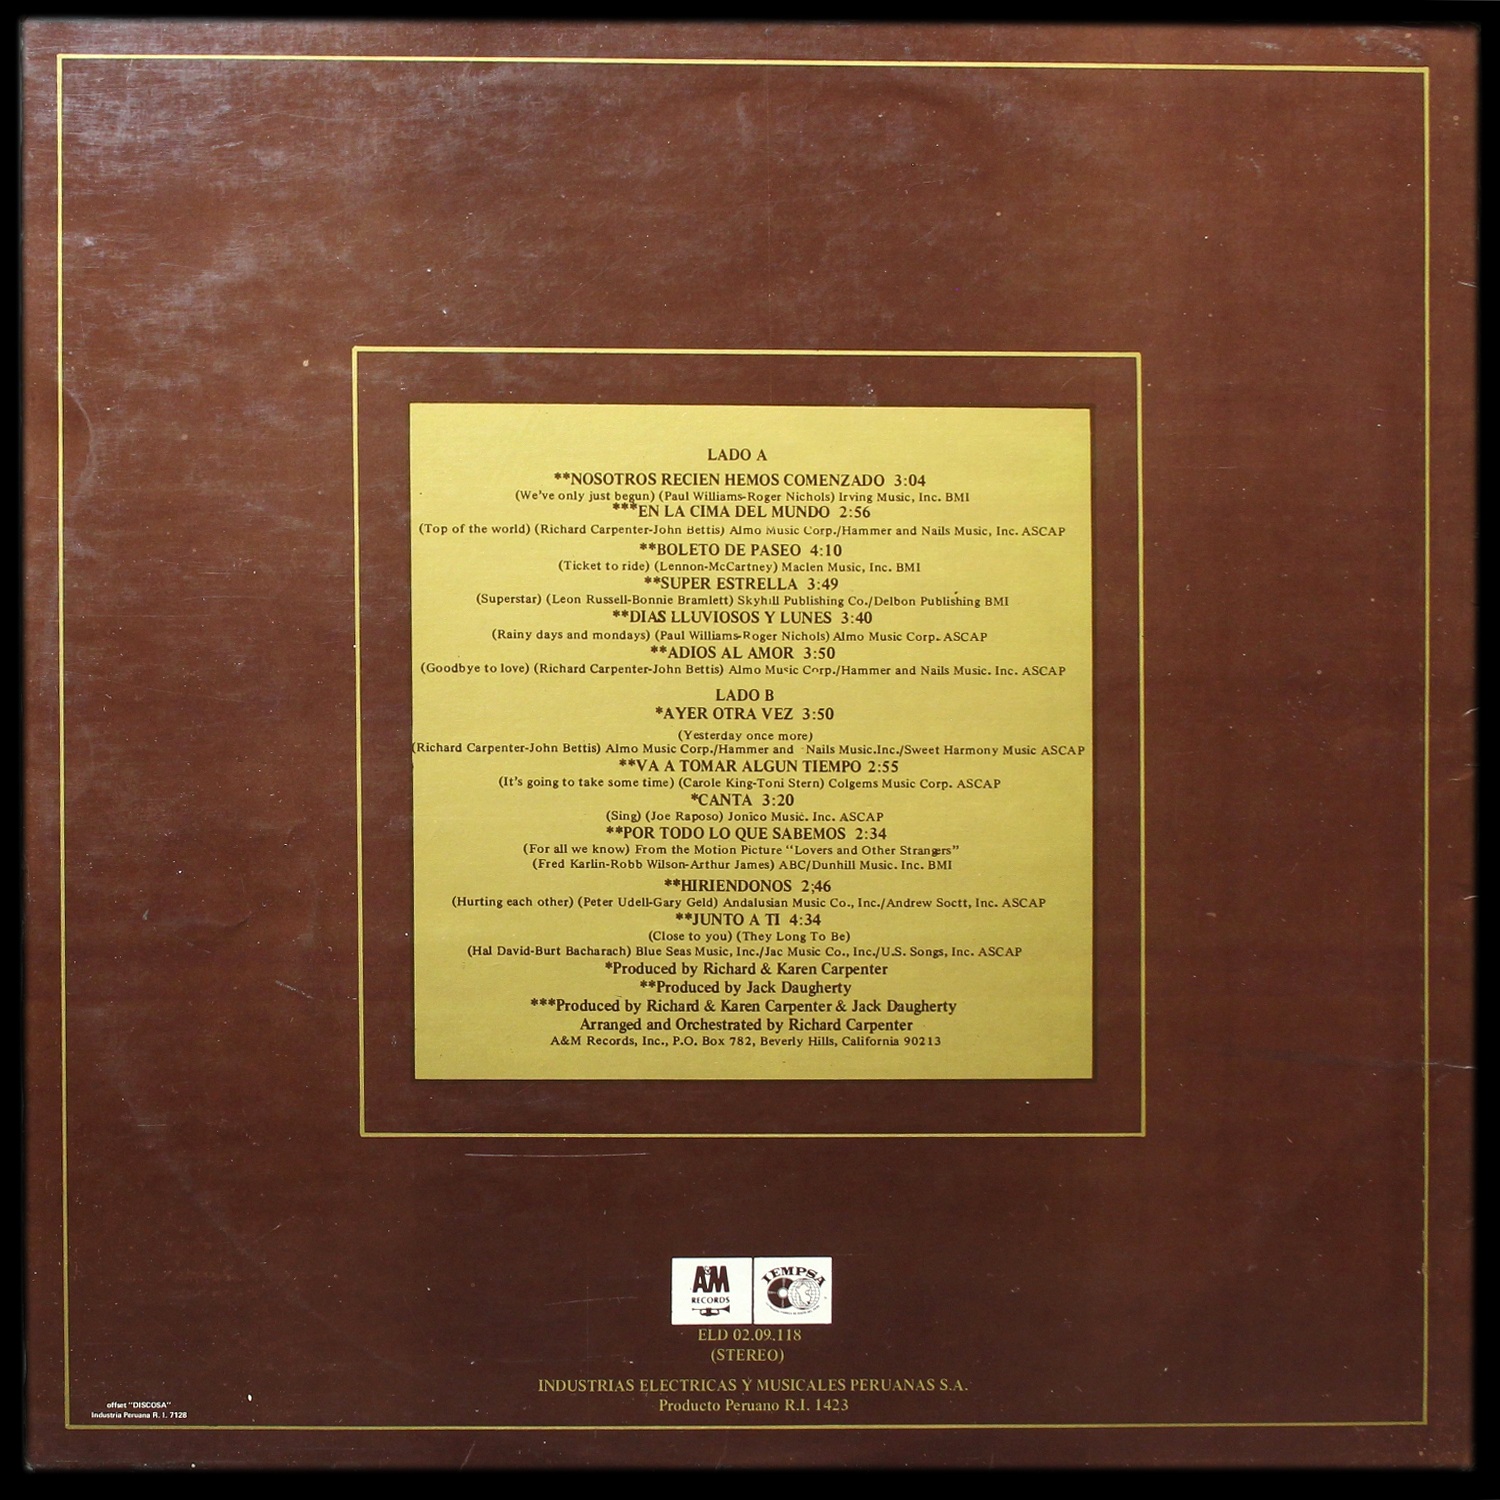 LADO A
**NOSOTROS RECIEN HEMOS COMENZADO 3:04
(We've only just begun) (Paul Williams-Roger Nichols) Irving Music, Inc. BMI
***EN LA CIMA DEL MUNDO 2:56
(Top of the world) (Richard Carpenter-John Bettis) Almo Music Corp./Hammer and Nails Music, Inc. ASCAP
**BOLETO DE PASEO 4:10
(Ticket to ride) (Lennon-McCartney) Maclen Music, Inc. BMI
**SUPER ESTRELLA 3:49
(Superstar) (Leon Russell-Bonnie Bramlett) Skyhill Publishing Co./Delbon Publishing BMI
**DIAS LLUVIOSOS Y LUNES 3:40
(Rainy days and mondays) (Paul Williams-Roger Nichols) Almo Music Corp. ASCAP
**ADIOS AL AMOR 3:50
(Goodbye to love) (Richard Carpenter-John Bettis) Almo Music Corp./Hammer and Nails Music. Inc. ASCAP
LADO B
*AYER OTRA VEZ 3:50
(Yesterday once more)
(Richard Carpenter-John Bettis) Almo Music Corp./Hammer and Nails Music.Inc./Sweet Harmony Music ASCAP
**VA A TOMAR ALGUN TIEMPO 2:55
(It's going to take some time) (Carole King-Toni Stern) Colgems Music Corp. ASCAP
*CANTA 3:20
(Sing) (Joe Raposo) Jonico Music. Inc. ASCAP
**POR TODO LO QUE SABEMOS 2:34
(For all we know) From the Motion Picture "Lovers and Other Strangers"
(Fred Karlin-Robb Wilson-Arthur James) ABC/Dunhill Music. Inc. BMI
**HIRIENDONOS 2;46
(Hurting each other) (Peter Udell-Gary Geld) Andalusian Music Co., Inc./Andrew Soctt, Inc. ASCAP
**JUNTO A TI 4:34
(Close to you) (They Long To Be)
(Hal David-Burt Bacharach) Blue Seas Music, Inc./Jac Music Co., Inc./U.S. Songs, Inc. ASCAP
*Produced by Richard & Karen Carpenter
**Produced by Jack Daugherty
***Produced by Richard & Karen Carpenter & Jack Daugherty
Arranged and Orchestrated by Richard Carpenter
A&M Records, Inc., P.O. Box 782, Beverly Hills, California 90213
A&M RECORDS
IEMPSA
ELD 02.09.118
(STEREO)
INDUSTRIAS ELECTRICAS Y MUSICALES PERUANAS S.A.
Producto Peruano R.I. 1423
offset "DISCOSA"
Industria Peruana R. I. 7128